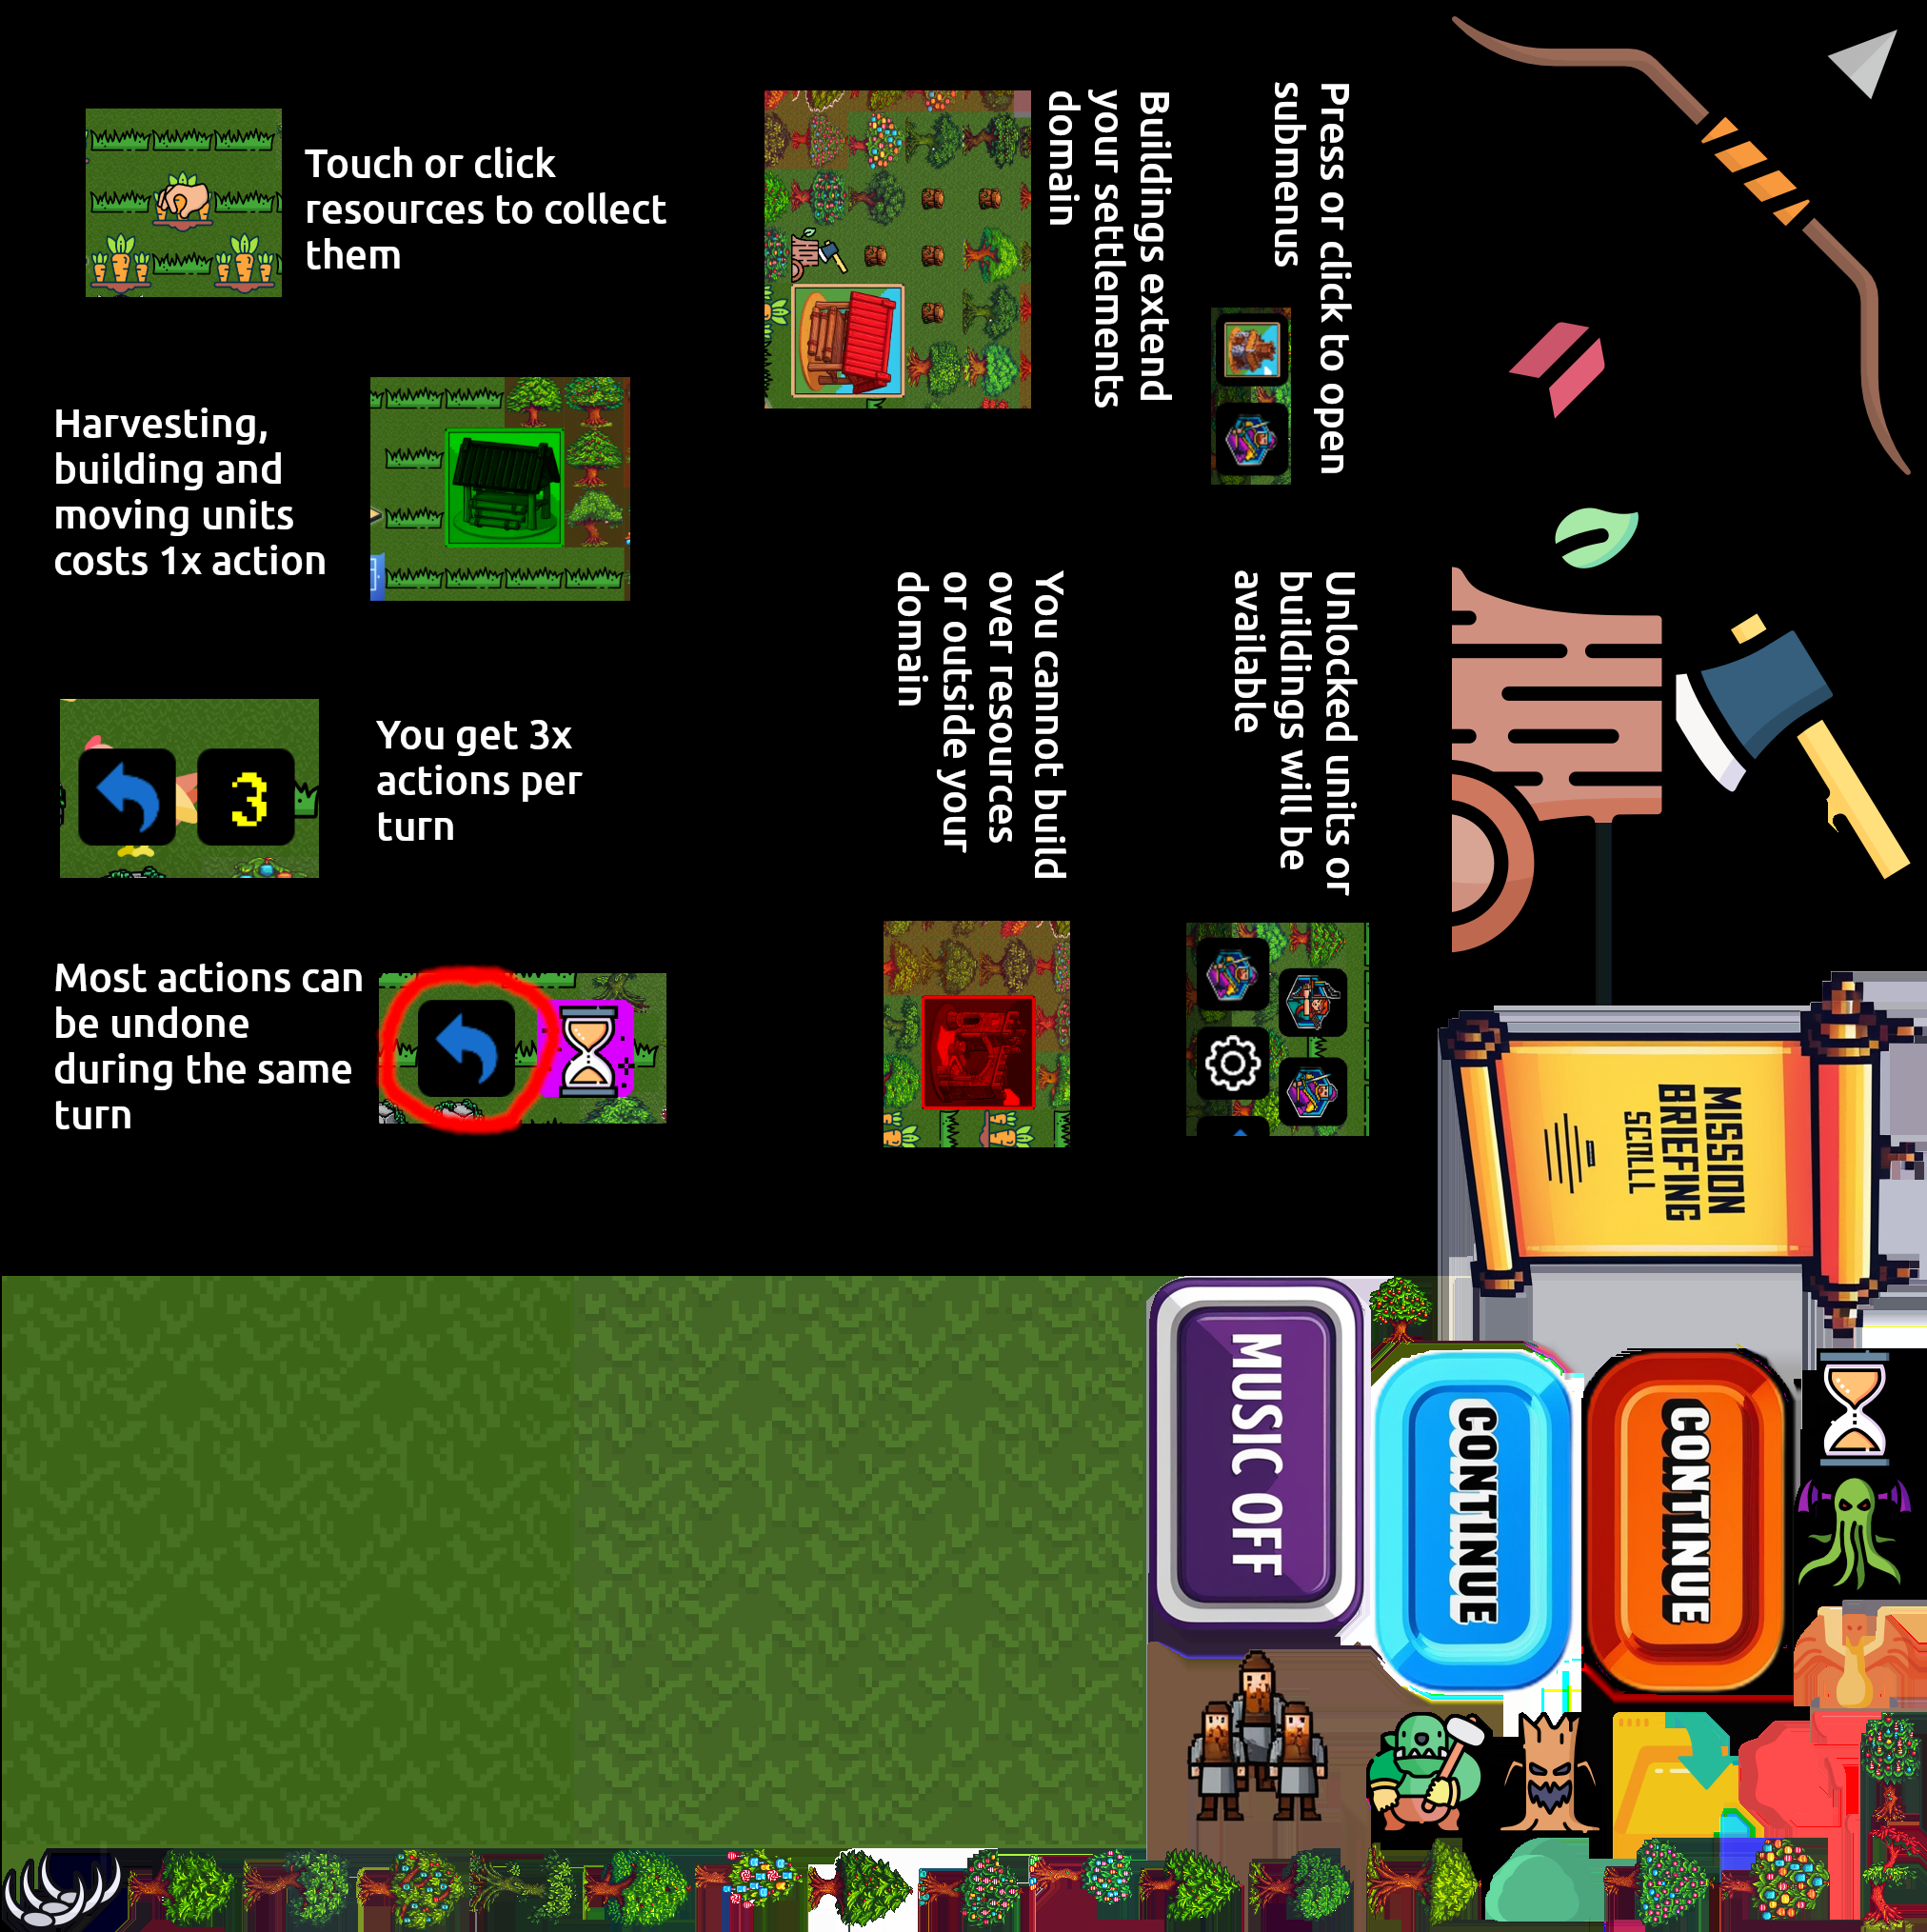 Touch or click
resources to collect
them
Harvesting,
building and
moving units
costs 1x action
3
You get 3x
actions per
turn
Most actions can
be undone
during the same
turn
Buildings extend
your settlements
domain
Press or click to open
submenus
You cannot build
over resources
or outside your
domain
Unlocked units or
buildings will be
available
MISSION
BRIEFING
MUSIC OFF
CONTINUE
CONTINUE